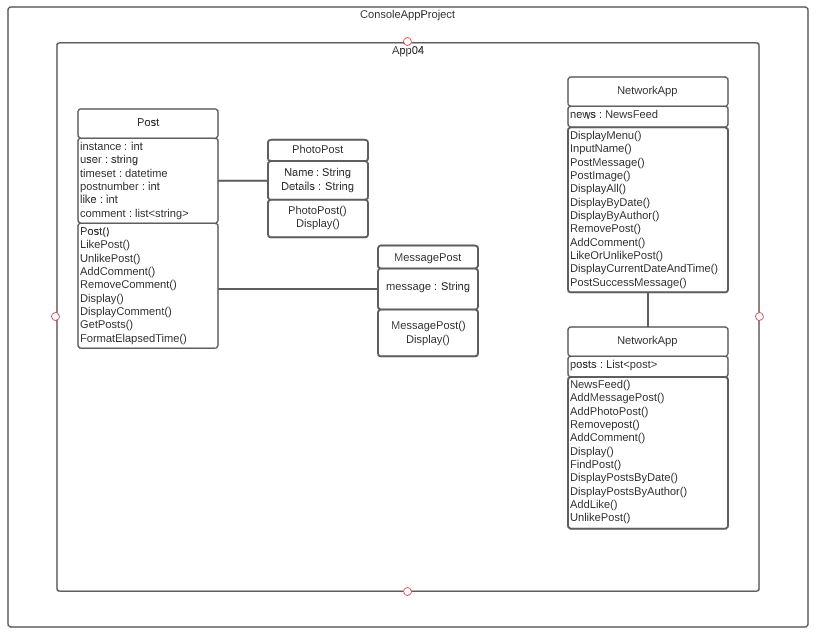 ConsoleAppProject
App04
Post
instance : int
user : string
timeset : datetime
postnumber : int
like : int
comment : list<string>
Post()
LikePost()
UnlikePost()
AddComment()
RemoveComment()
Display()
DisplayComment()
GetPosts()
FormatElapsedTime()
PhotoPost
Name : String
Details : String
PhotoPost()
Display()
MessagePost
message : String
MessagePost()
Display()
NetworkApp
news : NewsFeed
DisplayMenu()
InputName()
PostMessage()
PostImage()
DisplayAll()
DisplayByDate()
DisplayByAuthor()
RemovePost()
AddComment()
LikeOrUnlikePost()
DisplayCurrentDateAndTime()
PostSuccessMessage()
NetworkApp
posts : List<post>
NewsFeed()
AddMessagePost()
AddPhotoPost()
Removepost()
AddComment()
Display()
FindPost()
DisplayPostsByDate()
DisplayPostsByAuthor()
AddLike()
UnlikePost()